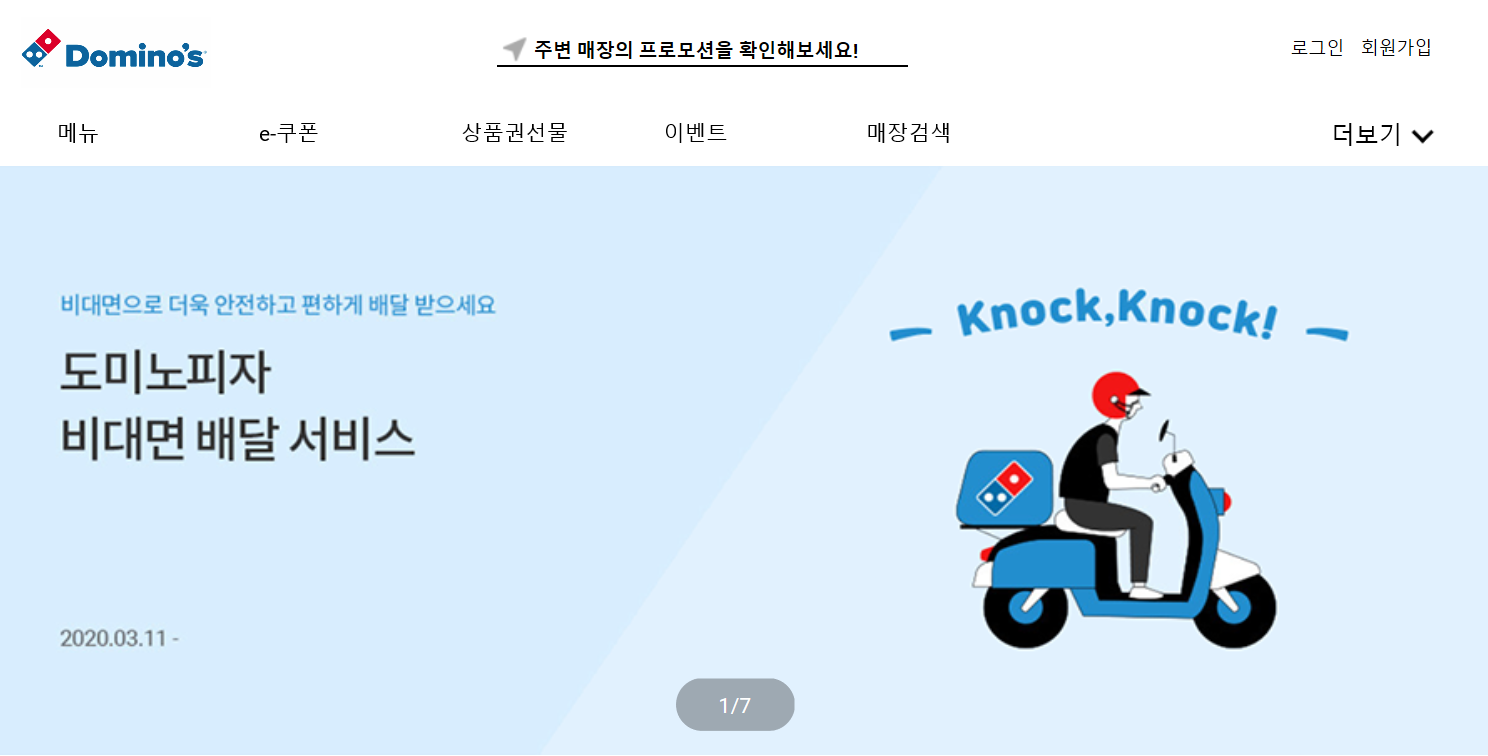 Domino's
주변 매장의 프로모션을 확인해보세요!
로그인 회원가입
메뉴 e-쿠폰 상품권선물 이벤트 매장검색 더보기
비대면으로 더욱 안전하고 편하게 배달 받으세요
도미노피자
비대면 배달 서비스
Knock,Knock!
2020.03.11 -
1/7